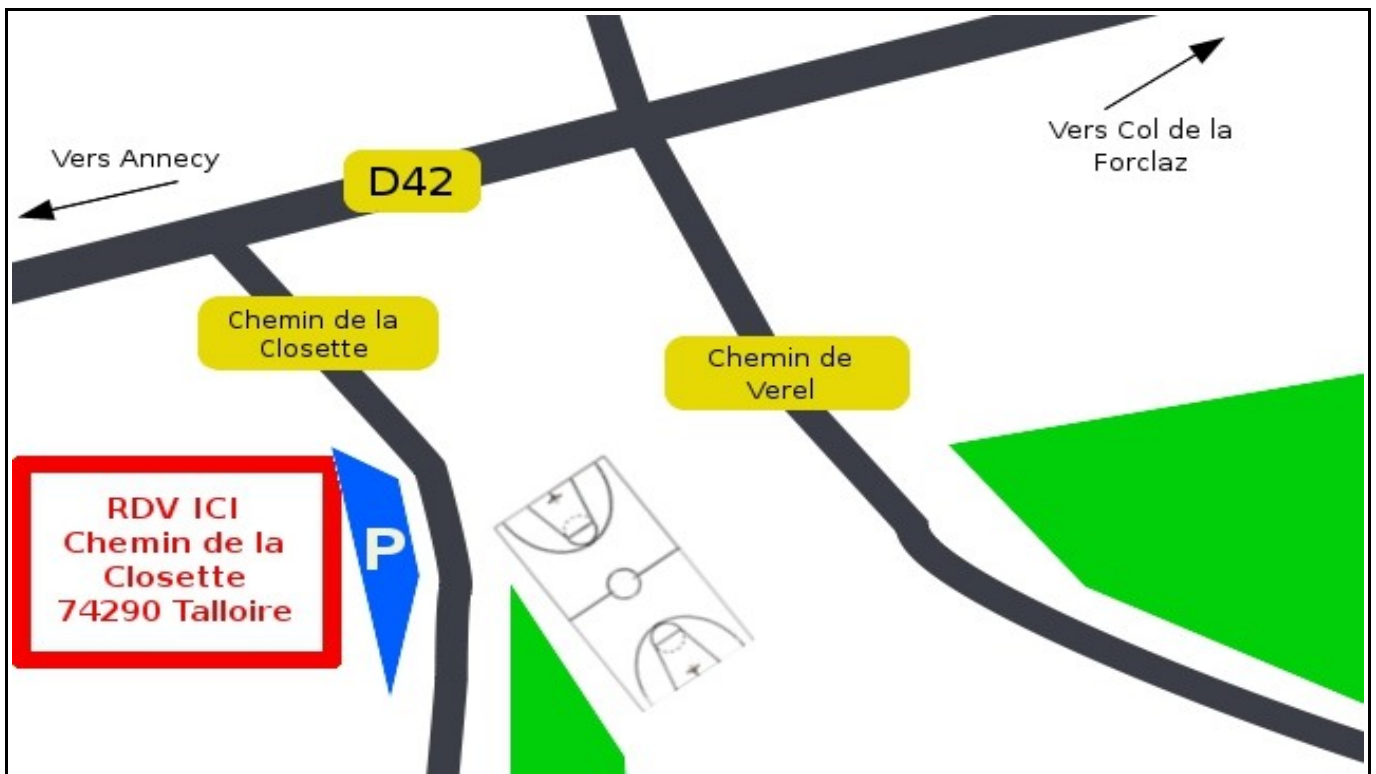 Vers Annecy
D42
Vers Col de la
Forclaz
Chemin de la
Closette
Chemin de
Verel
RDV ICI
Chemin de la
Closette
74290 Talloire
P